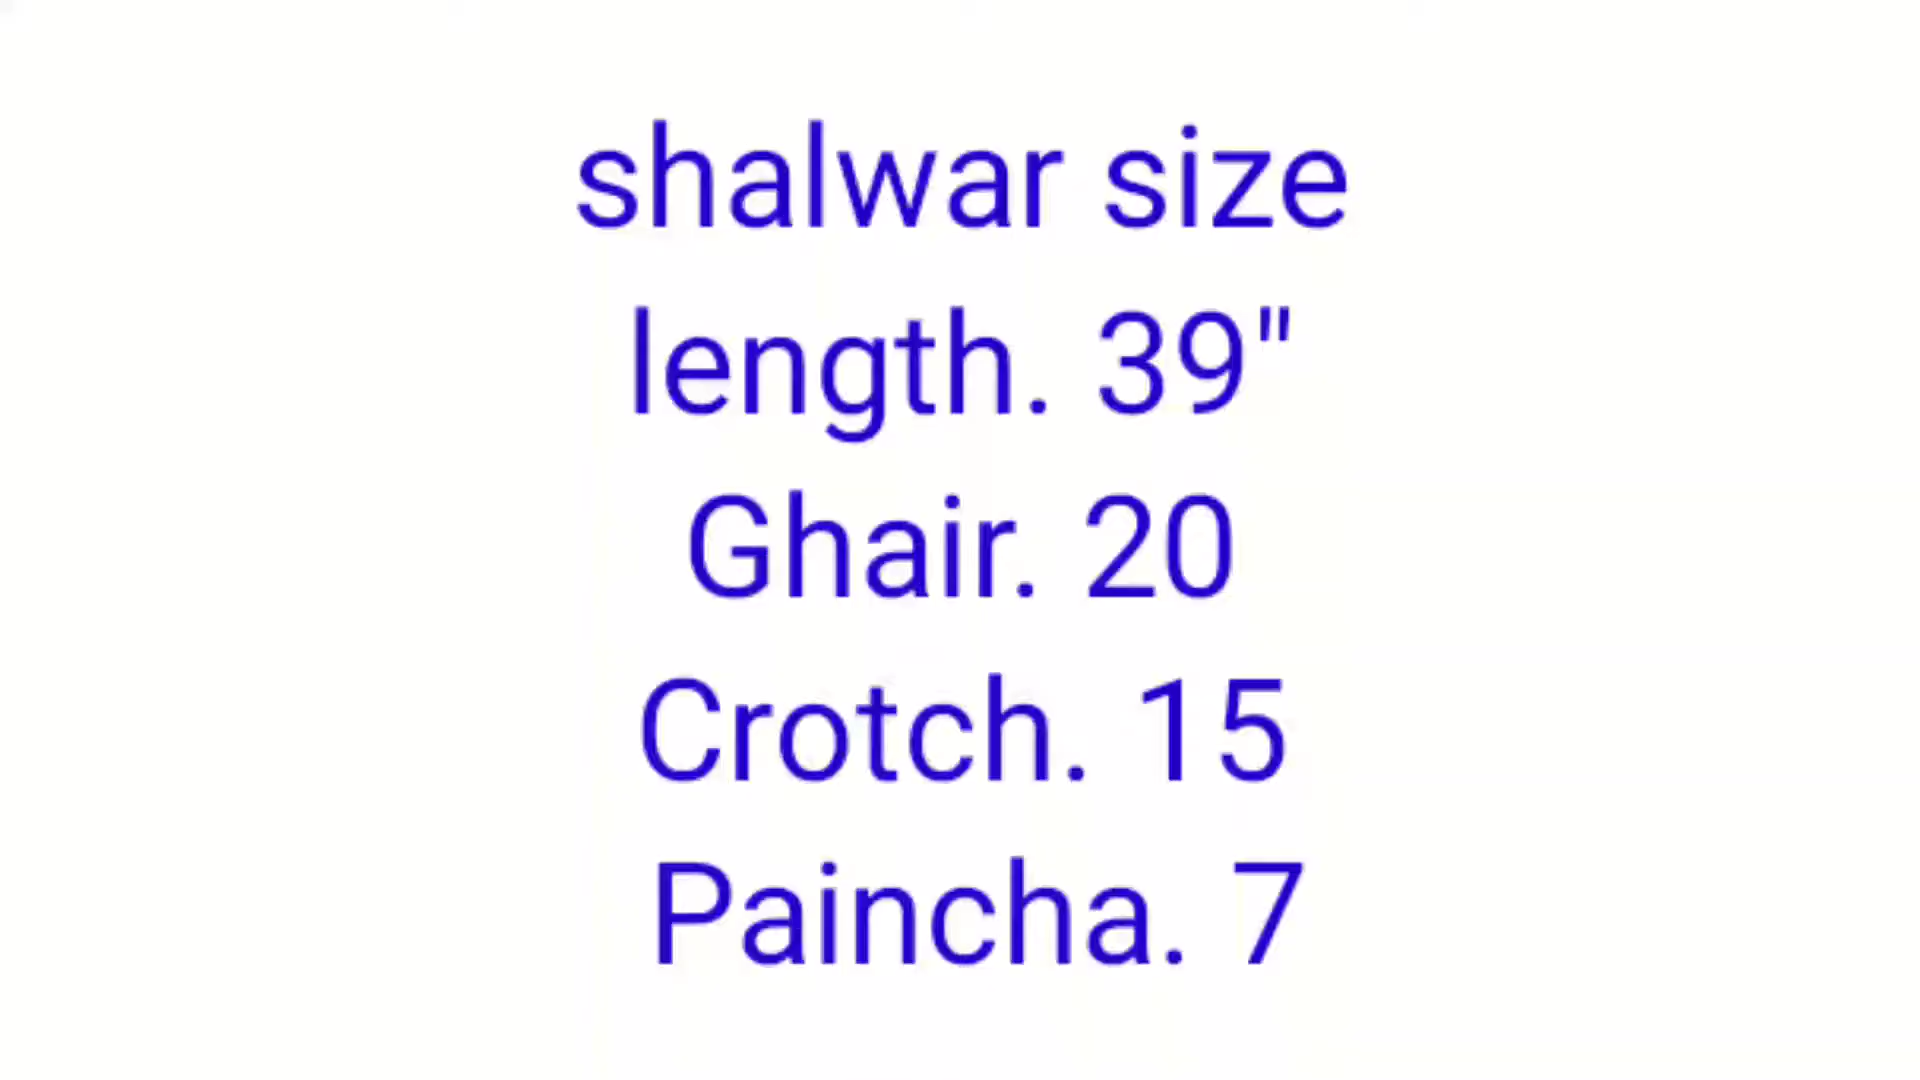 shalwar size
length. 39"
Ghair. 20
Crotch. 15
Paincha. 7